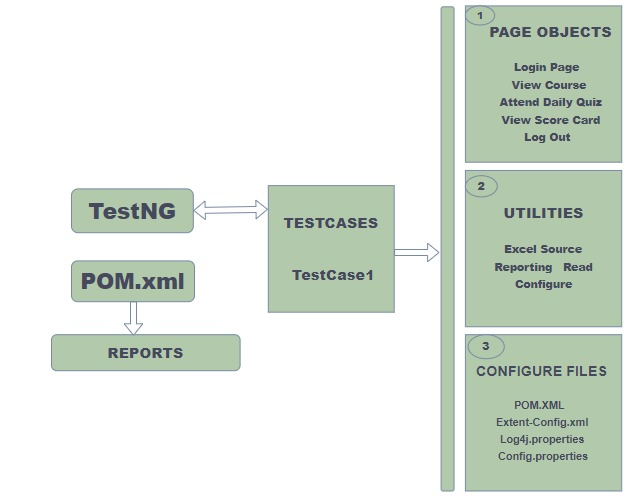 TestNG
POM.xml
REPORTS
TESTCASES
TestCase1
1
PAGE OBJECTS
Login Page
View Course
Attend Daily Quiz
View Score Card
Log Out
2
UTILITIES
Excel Source
Reporting Read
Configure
3
CONFIGURE FILES
POM.XML
Extent-Config.xml
Log4j.properties
Config.properties